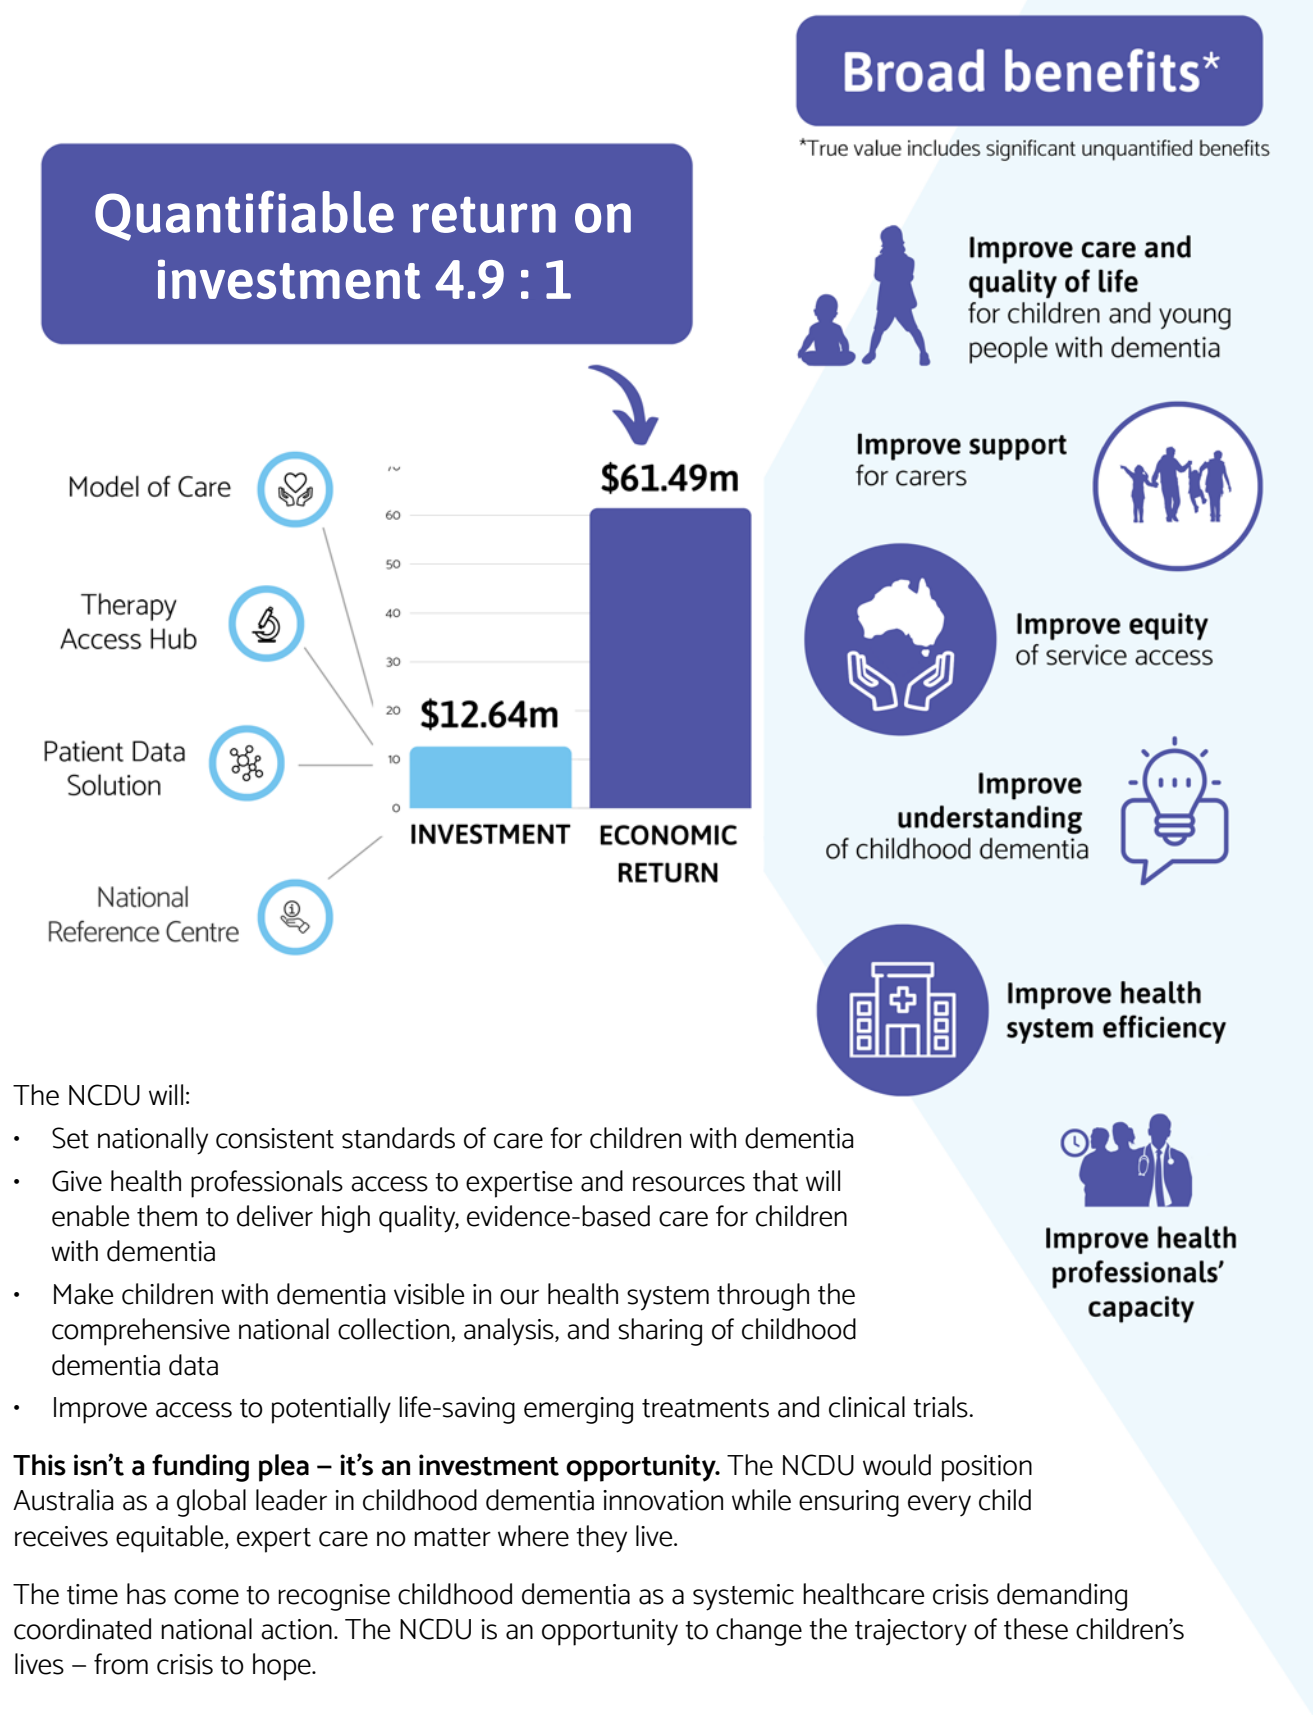 Quantifiable return on
investment 4.9 : 1
Model of Care
Therapy
Access Hub
Patient Data
Solution
National
Reference Centre
60
50
40
30
20
10
0
$12.64m
$61.49m
INVESTMENT
ECONOMIC
RETURN
Broad benefits*
*True value includes significant unquantified benefits
Improve care and
quality of life
for children and young
people with dementia
Improve support
for carers
Improve equity
of service access
Improve
understanding
of childhood dementia
Improve health
system efficiency
Improve health
professionals’
capacity
The NCDU will:
• Set nationally consistent standards of care for children with dementia
• Give health professionals access to expertise and resources that will
enable them to deliver high quality, evidence-based care for children
with dementia
• Make children with dementia visible in our health system through the
comprehensive national collection, analysis, and sharing of childhood
dementia data
• Improve access to potentially life-saving emerging treatments and clinical trials.
This isn’t a funding plea – it’s an investment opportunity. The NCDU would position
Australia as a global leader in childhood dementia innovation while ensuring every child
receives equitable, expert care no matter where they live.
The time has come to recognise childhood dementia as a systemic healthcare crisis demanding
coordinated national action. The NCDU is an opportunity to change the trajectory of these children’s
lives – from crisis to hope.